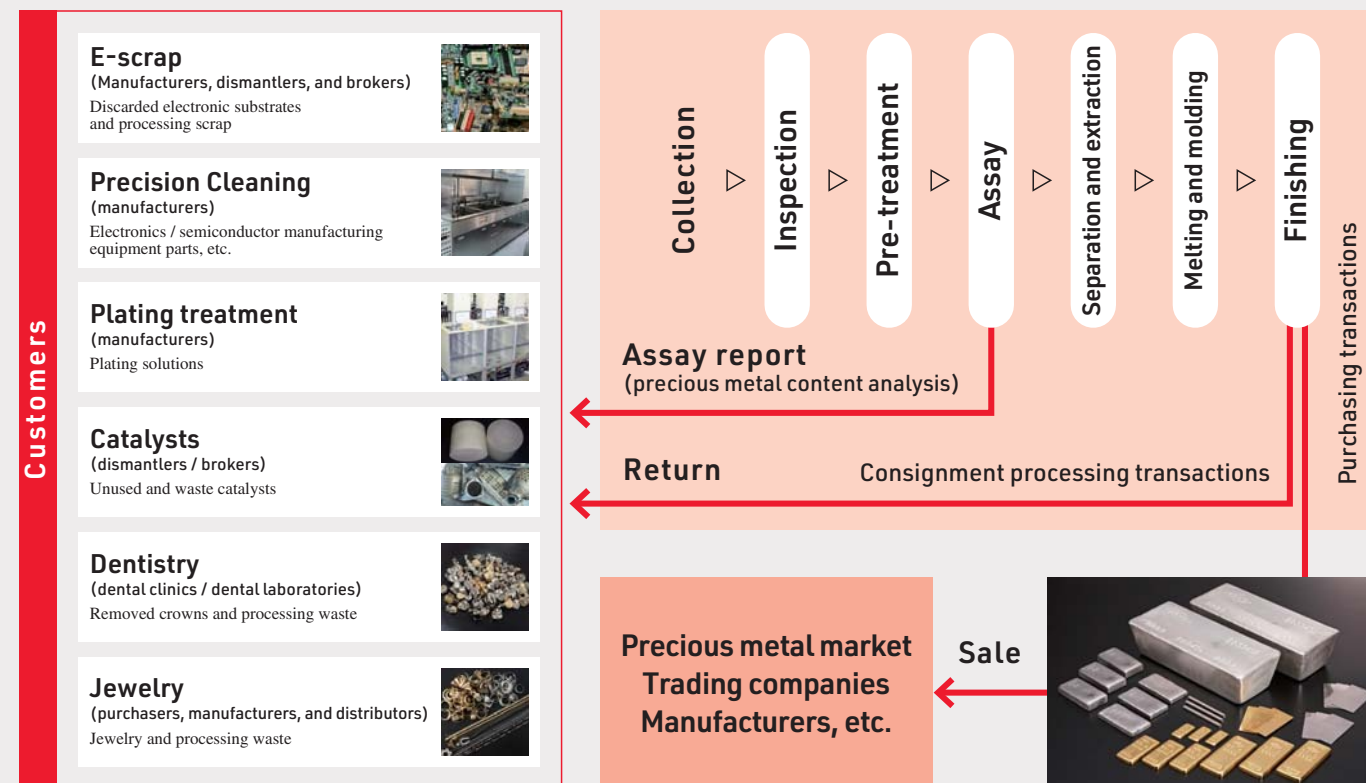 Customers
E-scrap
(Manufacturers, dismantlers, and brokers)
Discarded electronic substrates
and processing scrap
Precision Cleaning
(manufacturers)
Electronics / semiconductor manufacturing
equipment parts, etc.
Plating treatment
(manufacturers)
Plating solutions
Catalysts
(dismantlers / brokers)
Unused and waste catalysts
Dentistry
(dental clinics / dental laboratories)
Removed crowns and processing waste
Jewelry
(purchasers, manufacturers, and distributors)
Jewelry and processing waste
Collection
Inspection
Pre-treatment
Assay
Separation and extraction
Melting and molding
Finishing
Assay report
(precious metal content analysis)
Return
Consignment processing transactions
Purchasing transactions
Precious metal market
Trading companies
Manufacturers, etc.
Sale